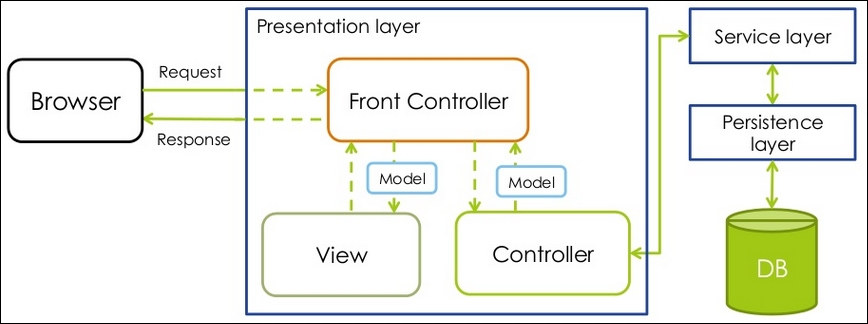 Presentation layer
Service layer
Request
Browser
Front Controller
Response
Persistence
layer
Model
Model
View
Controller
DB